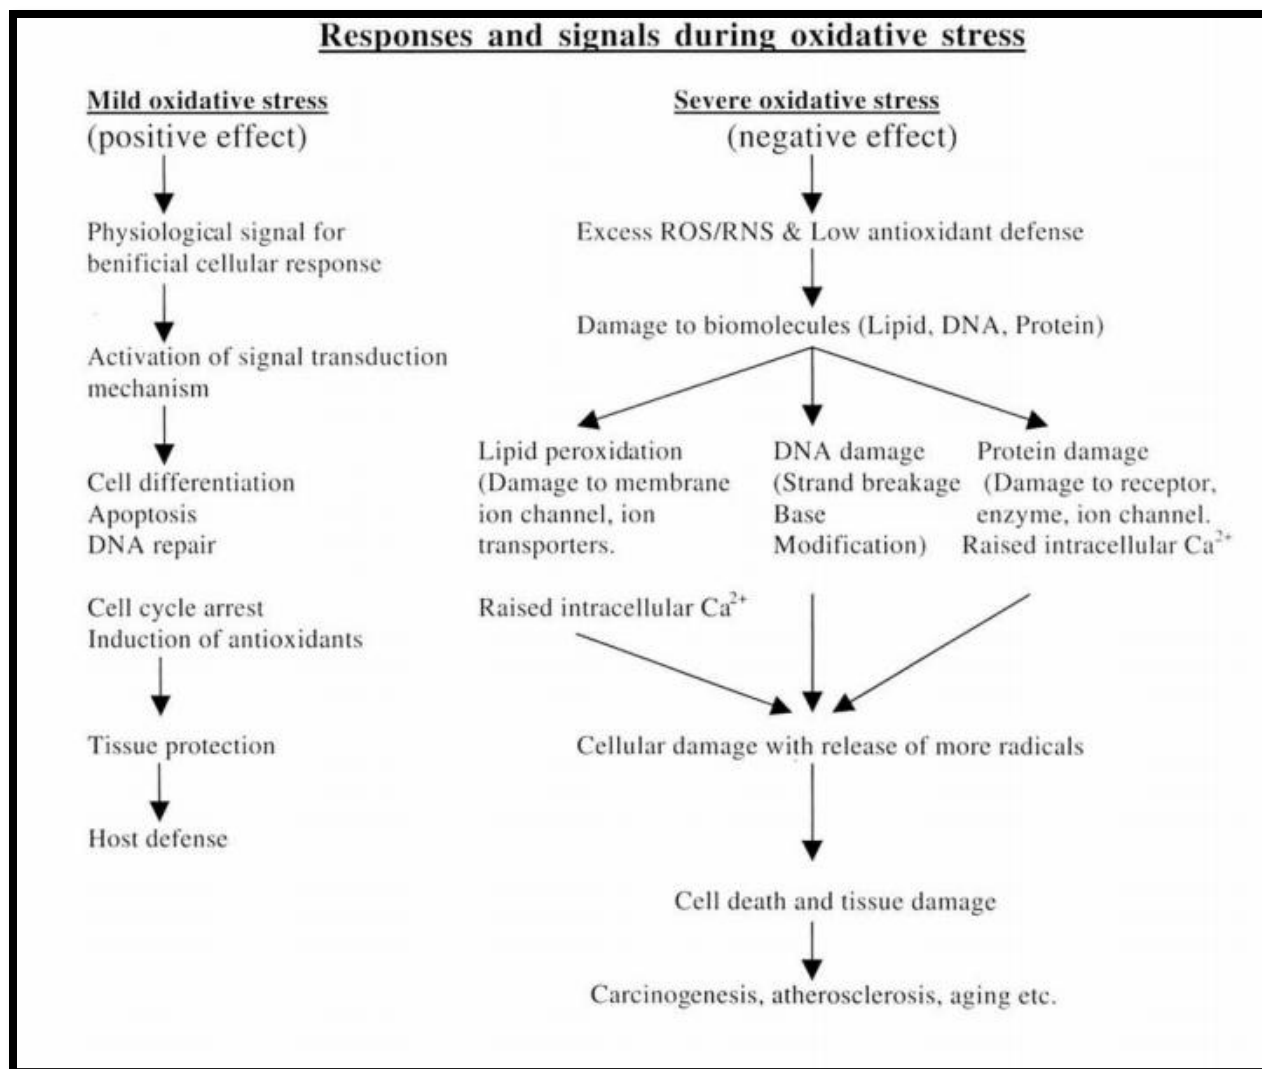 Responses and signals during oxidative stress
Mild oxidative stress
(positive effect)
Physiological signal for
benificial cellular response
Activation of signal transduction
mechanism
Cell differentiation
Apoptosis
DNA repair
Cell cycle arrest
Induction of antioxidants
Tissue protection
Host defense
Severe oxidative stress
(negative effect)
Excess ROS/RNS & Low antioxidant defense
Damage to biomolecules (Lipid, DNA, Protein)
Lipid peroxidation
(Damage to membrane
ion channel, ion
transporters.
Raised intracellular Ca²⁺
DNA damage
(Strand breakage
Base
Modification)
Protein damage
(Damage to receptor,
enzyme, ion channel.
Raised intracellular Ca²⁺
Cellular damage with release of more radicals
Cell death and tissue damage
Carcinogenesis, atherosclerosis, aging etc.